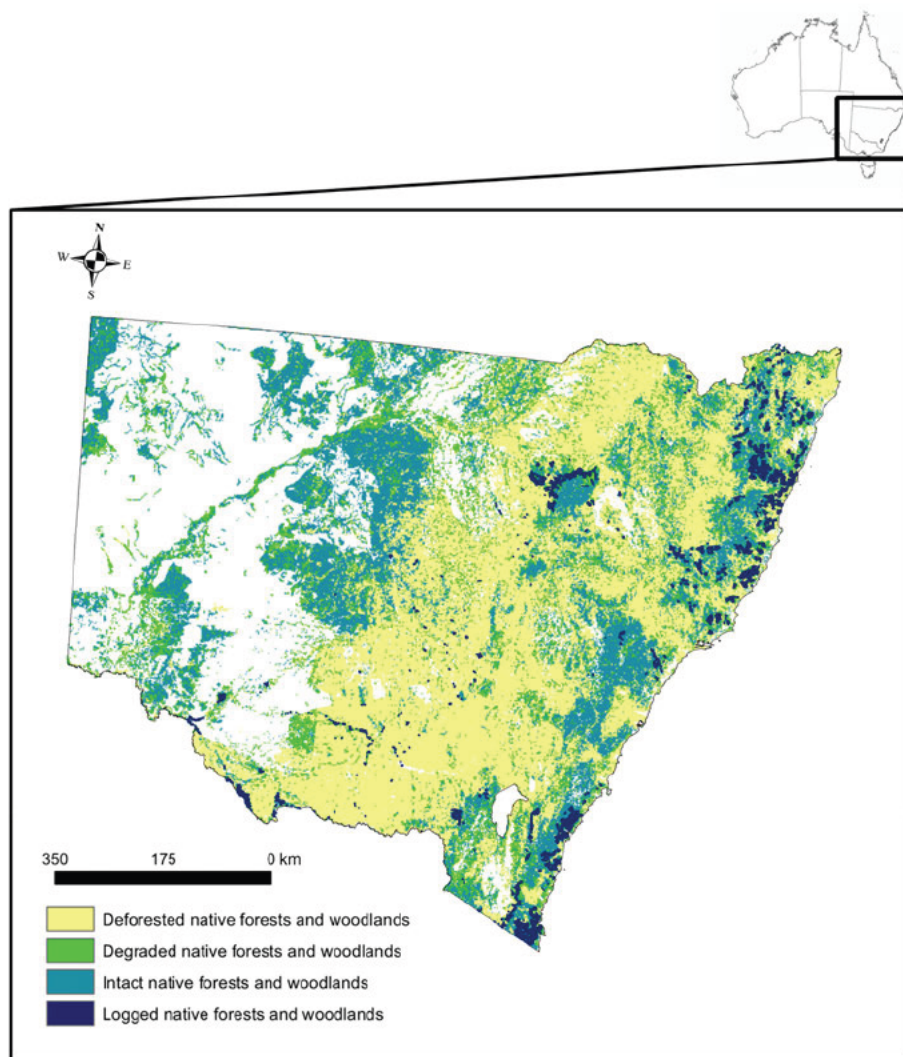 N
W E
S
350 175 0 km
Deforested native forests and woodlands
Degraded native forests and woodlands
Intact native forests and woodlands
Logged native forests and woodlands